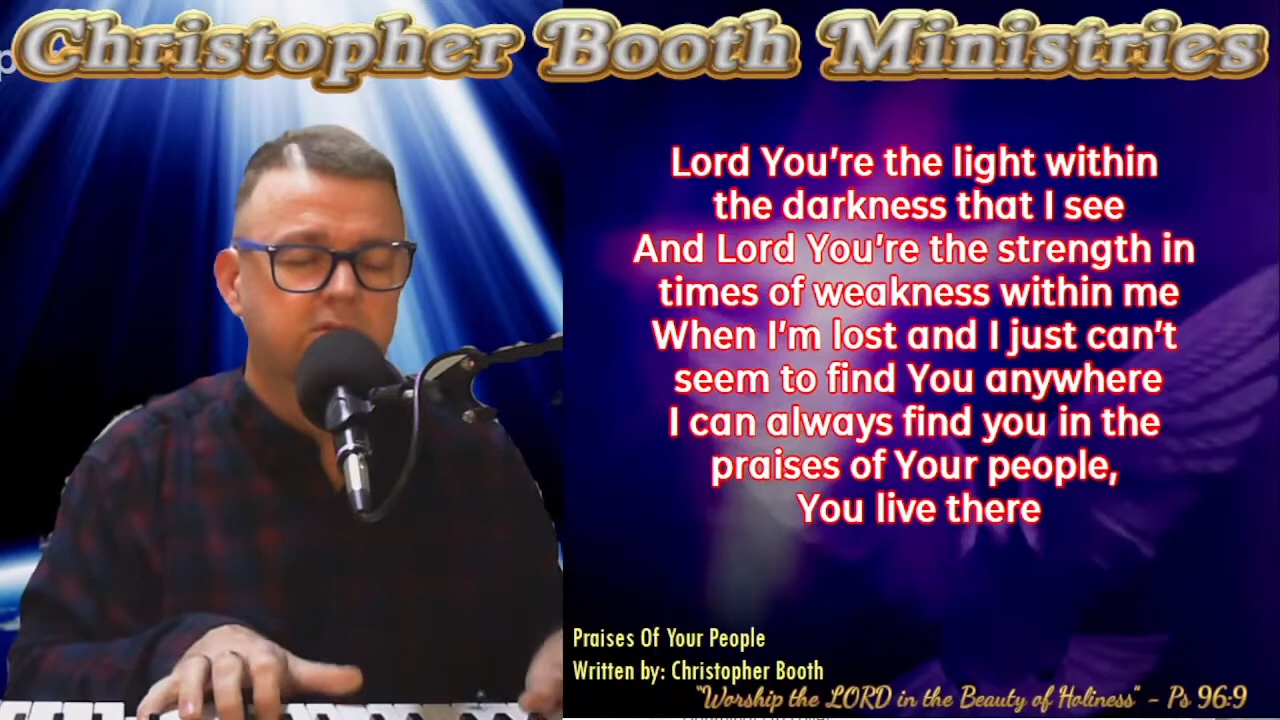 Christopher Booth Ministries
Lord You're the light within
the darkness that I see
And Lord You're the strength in
times of weakness within me
When I'm lost and I just can't
seem to find You anywhere
I can always find you in the
praises of Your people,
You live there
Praises Of Your People
Written by: Christopher Booth
"Worship the LORD in the Beauty of Holiness" - Ps 96:9